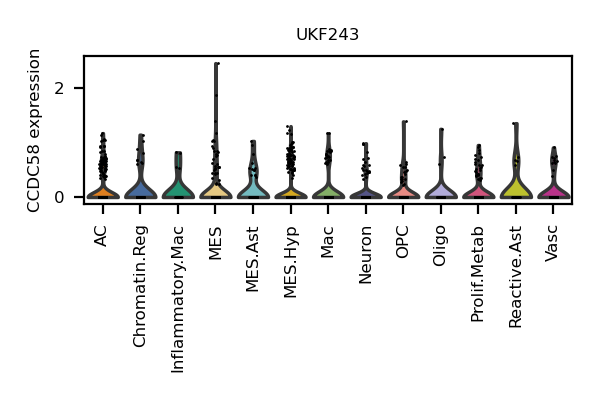 UKF243
CCDC58 expression
2
0
AC
Chromatin.Reg
Inflammatory.Mac
MES
MES.Ast
MES.Hyp
Mac
Neuron
OPC
Oligo
Prolif.Metab
Reactive.Ast
Vasc